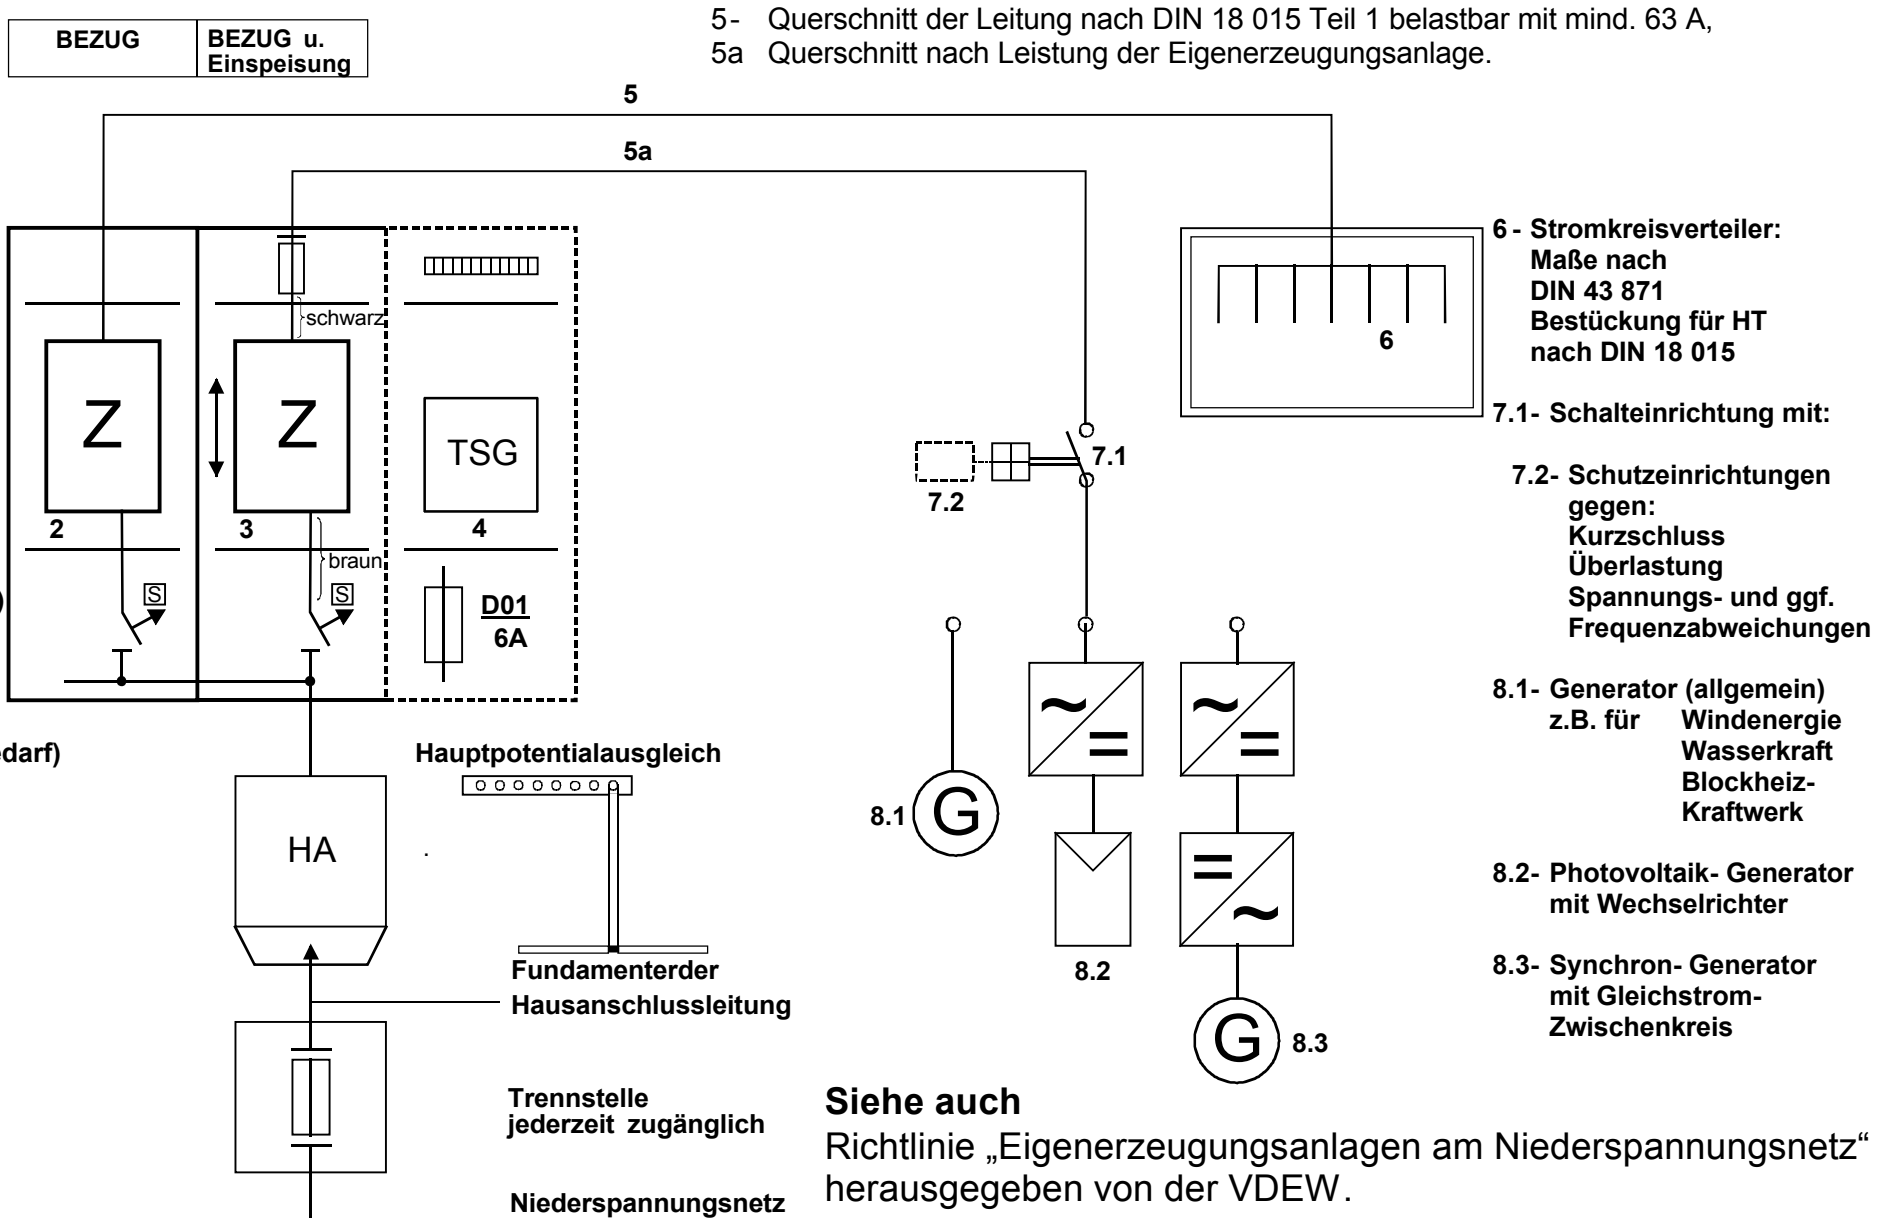 BEZUG
BEZUG u.
Einspeisung
5- Querschnitt der Leitung nach DIN 18 015 Teil 1 belastbar mit mind. 63 A,
5a Querschnitt nach Leistung der Eigenerzeugungsanlage.
5
5a
schwarz
Z
Z
TSG
2
3
4
braun
S
S
D01
6A
)
edarf)
6
7.1
7.2
6- Stromkreisverteiler:
Maße nach
DIN 43 871
Bestückung für HT
nach DIN 18 015
7.1- Schalteinrichtung mit:
7.2- Schutzeinrichtungen
gegen:
Kurzschluss
Überlastung
Spannungs- und ggf.
Frequenzabweichungen
8.1- Generator (allgemein)
z.B. für Windenergie
Wasserkraft
Blockheiz-
Kraftwerk
8.2- Photovoltaik- Generator
mit Wechselrichter
8.3- Synchron- Generator
mit Gleichstrom-
Zwischenkreis
~
=
~
=
8.1
G
=
~
8.2
G
8.3
Hauptpotentialausgleich
HA
Fundamenterder
Hausanschlussleitung
Trennstelle
jederzeit zugänglich
Niederspannungsnetz
Siehe auch
Richtlinie „Eigenerzeugungsanlagen am Niederspannungsnetz“
herausgegeben von der VDEW.